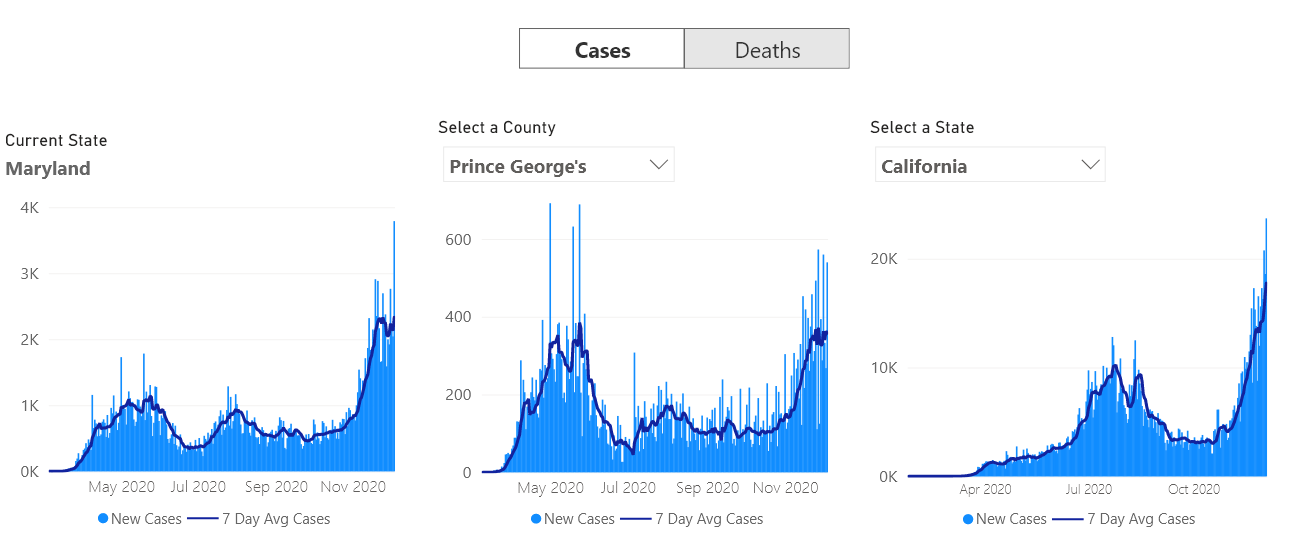 Cases Deaths
Current State
Maryland
4K
3K
2K
1K
0K
May 2020 Jul 2020 Sep 2020 Nov 2020
New Cases 7 Day Avg Cases
Select a County
Prince George's
600
400
200
0
May 2020 Jul 2020 Sep 2020 Nov 2020
New Cases 7 Day Avg Cases
Select a State
California
20K
10K
0K
Apr 2020 Jul 2020 Oct 2020
New Cases 7 Day Avg Cases